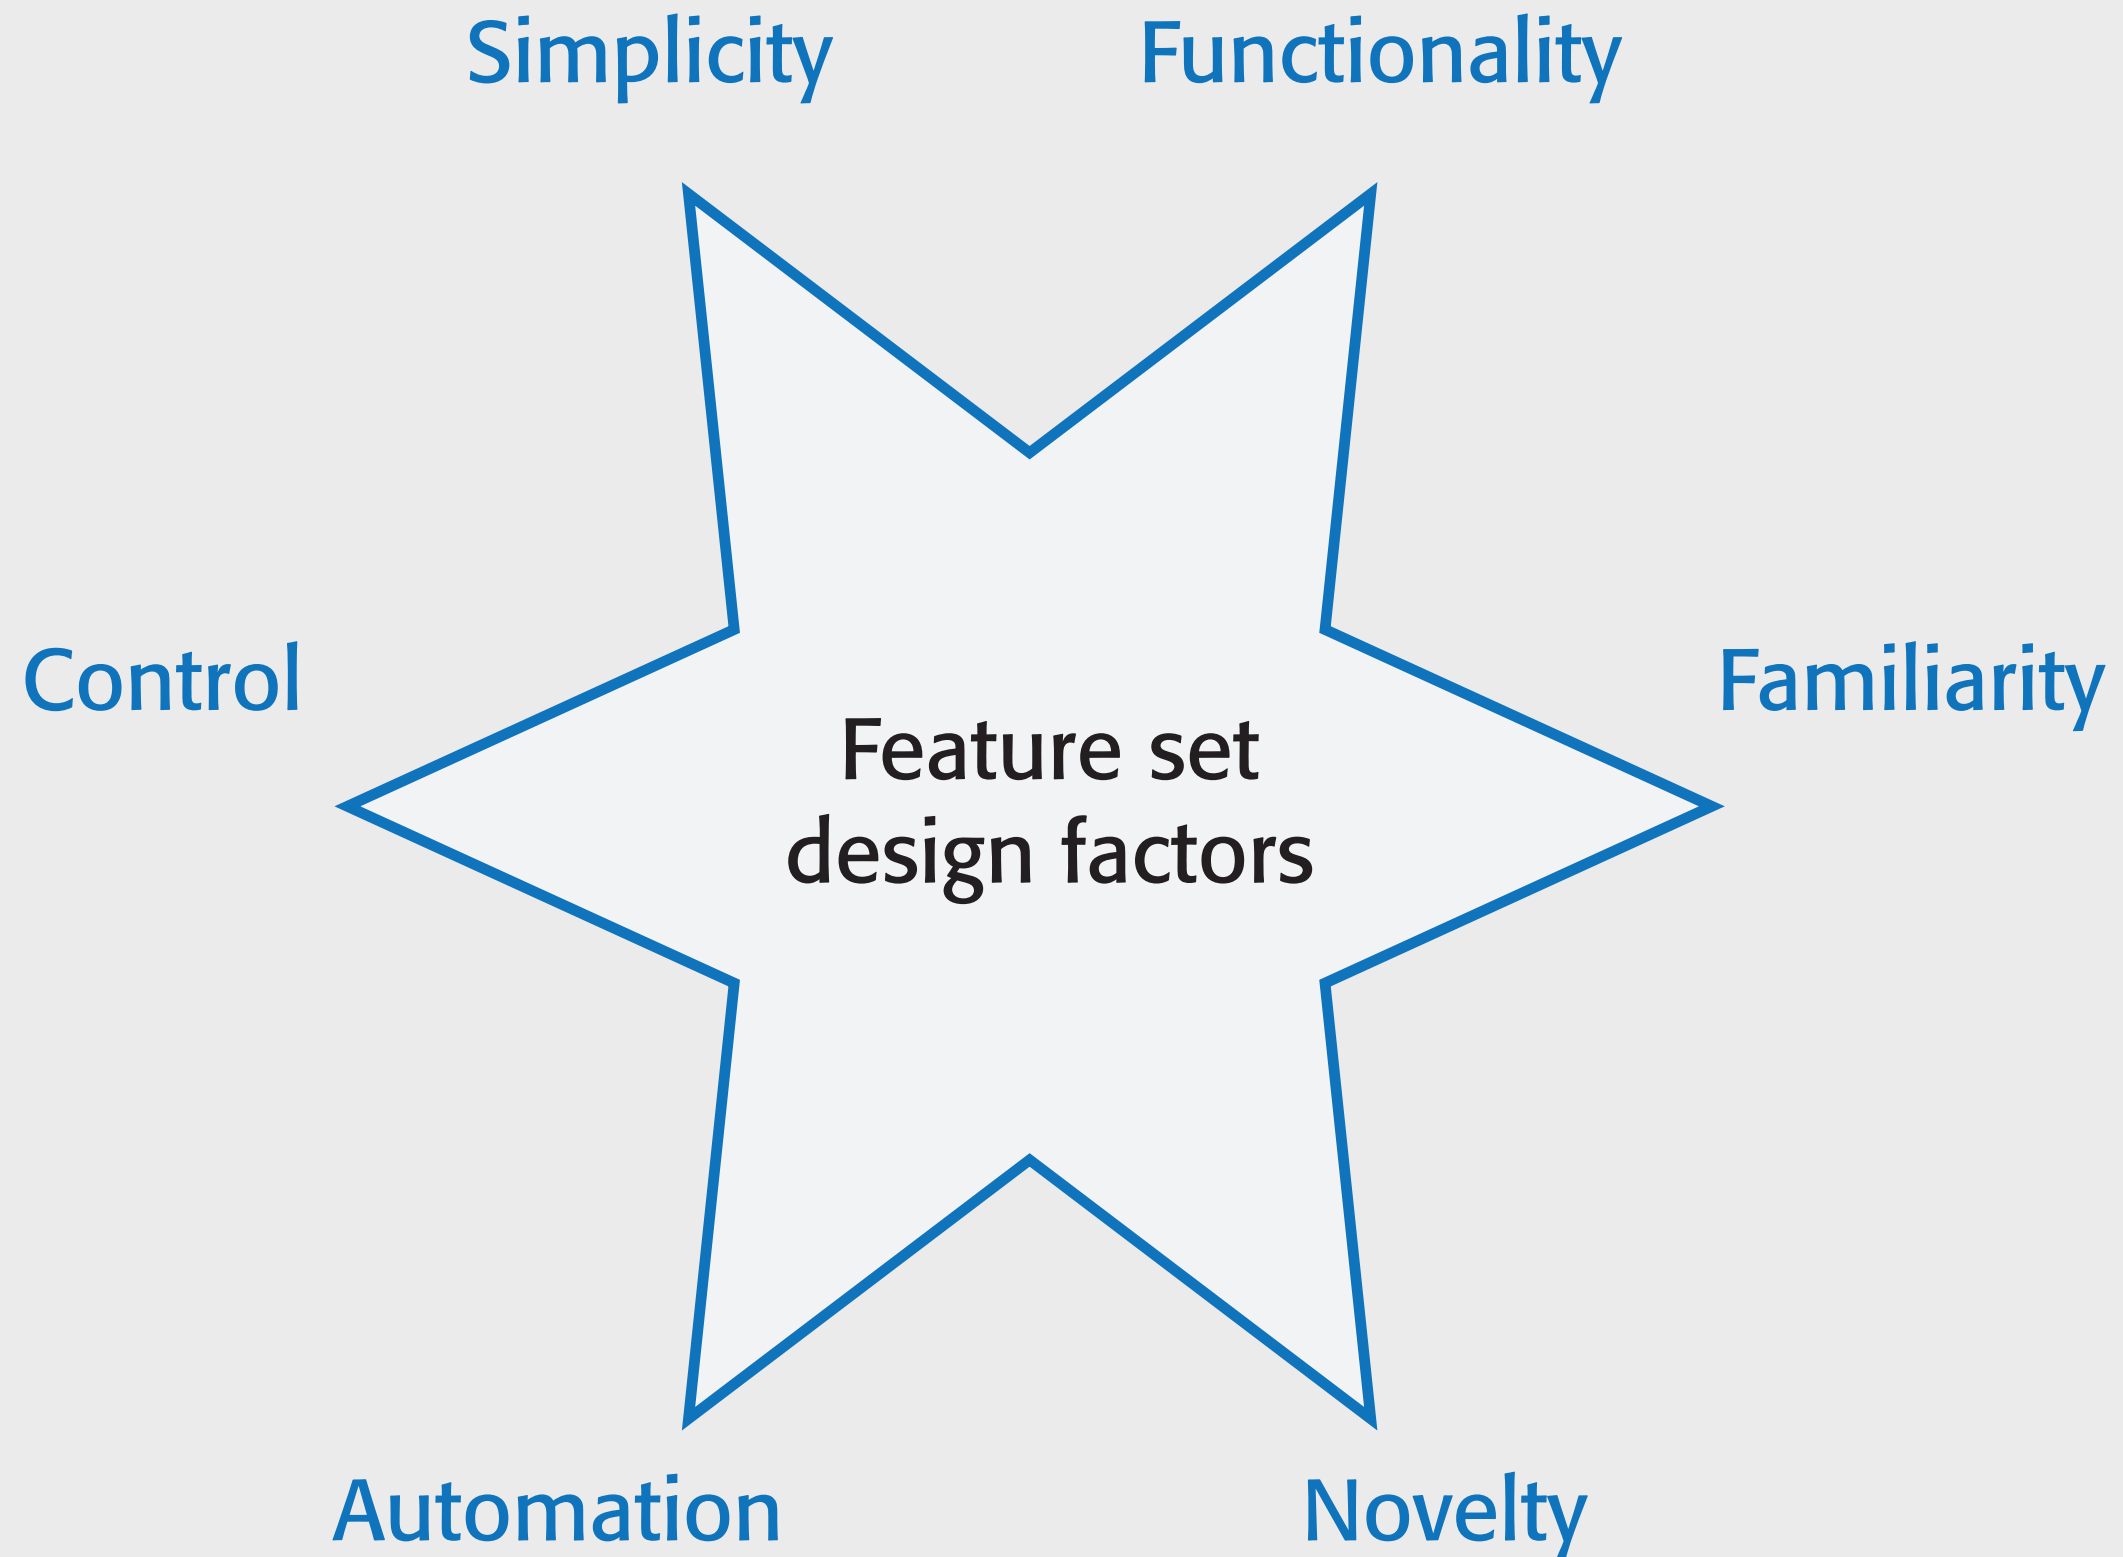 Simplicity
Functionality
Control
Familiarity
Feature set
design factors
Automation
Novelty